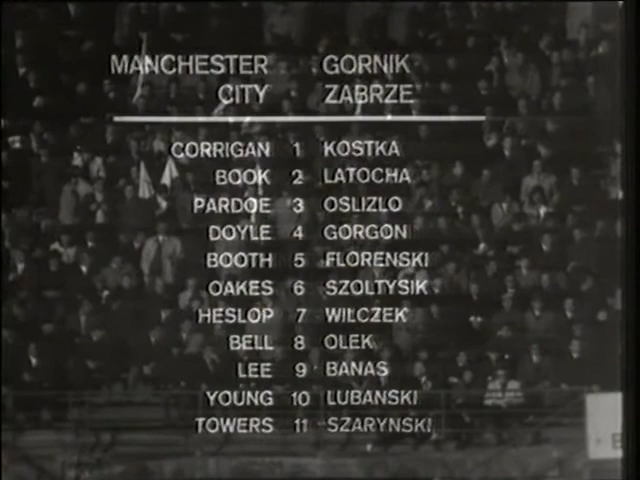 MANCHESTER GORNIK
CITY ZABRZE
CORRIGAN 1 KOSTKA
BOOK 2 LATOCHA
PARDOE 3 OSLIZLO
DOYLE 4 GORGON
BOOTH 5 FLORENSKI
OAKES 6 SZOLTYSIK
HESLOP 7 WILCZEK
BELL 8 OLEK
LEE 9 BANAS
YOUNG 10 LUBANSKI
TOWERS 11 SZARYNSKI